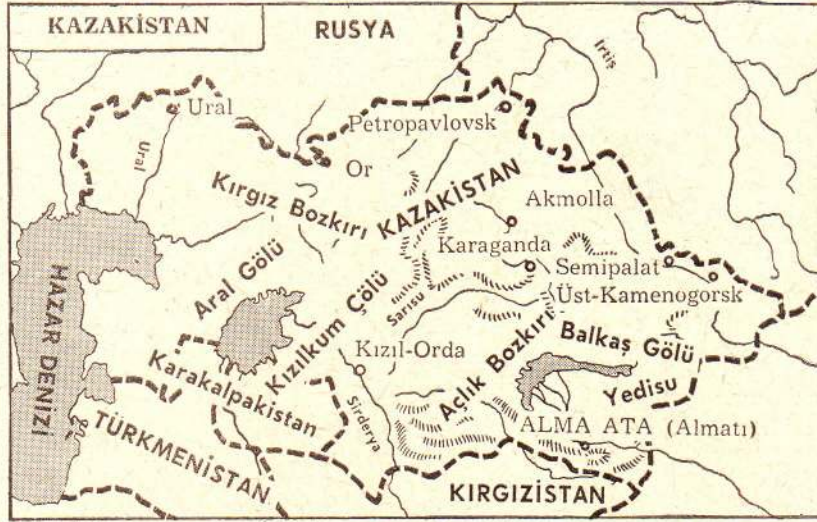 KAZAKİSTAN
RUSYA
İrtiş
Ural
Petropavlovsk
Ural
Or
Kırgız Bozkırı
KAZAKİSTAN
Akmolla
Karaganda
Semipalat
Üst-Kamenogorsk
HAZAR DENİZİ
Aral Gölü
Kızılkum Çölü
Sarısu
Açlık Bozkırı
Balkaş Gölü
Kızıl-Orda
Karakalpakistan
Yedisu
Sirderya
TÜRKMENİSTAN
ALMA ATA (Almatı)
KIRGIZİSTAN